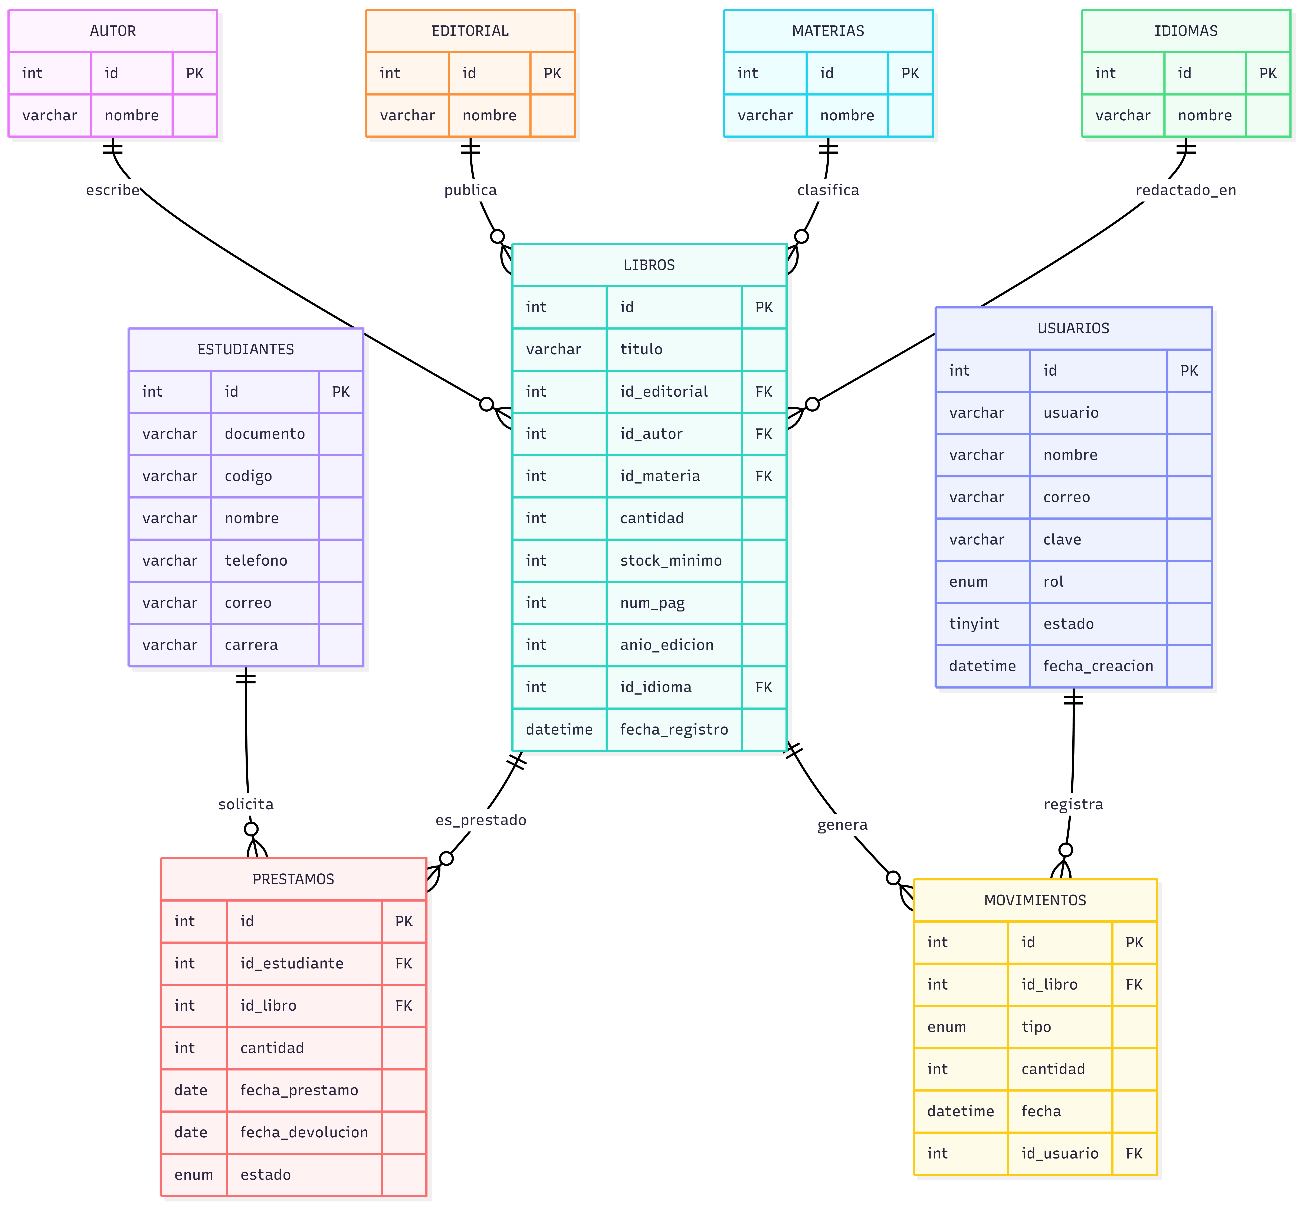 AUTOR
int id PK
varchar nombre
EDITORIAL
int id PK
varchar nombre
MATERIAS
int id PK
varchar nombre
IDIOMAS
int id PK
varchar nombre
escribe
publica
clasifica
redactado_en
LIBROS
int id PK
varchar titulo
int id_editorial FK
int id_autor FK
int id_materia FK
int cantidad
int stock_minimo
int num_pag
int anio_edicion
int id_idioma FK
datetime fecha_registro
ESTUDIANTES
int id PK
varchar documento
varchar codigo
varchar nombre
varchar telefono
varchar correo
varchar carrera
USUARIOS
int id PK
varchar usuario
varchar nombre
varchar correo
varchar clave
enum rol
tinyint estado
datetime fecha_creacion
solicita
es_prestado
genera
registra
PRESTAMOS
int id PK
int id_estudiante FK
int id_libro FK
int cantidad
date fecha_prestamo
date fecha_devolucion
enum estado
MOVIMIENTOS
int id PK
int id_libro FK
enum tipo
int cantidad
datetime fecha
int id_usuario FK